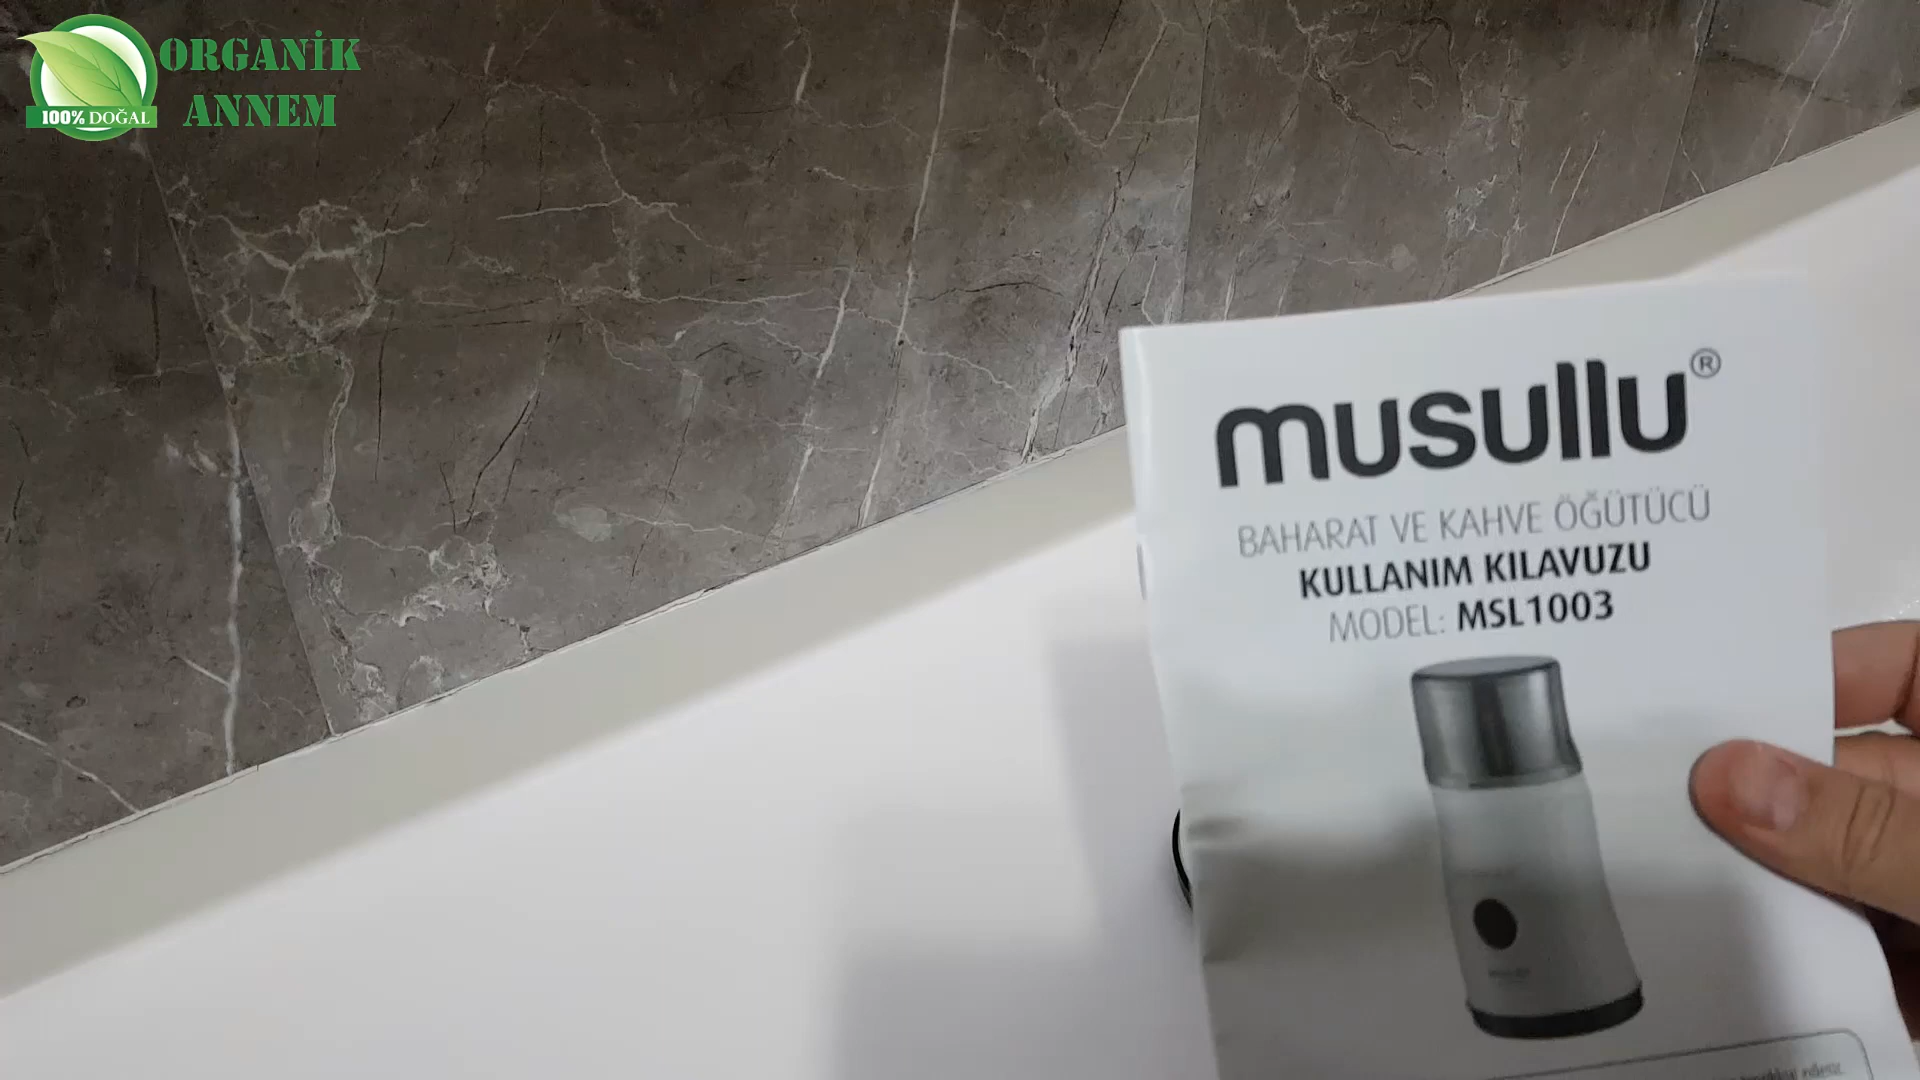 ORGANİK
ANNEM
100% DOĞAL
musullu®
BAHARAT VE KAHVE ÖĞÜTÜCÜ
KULLANIM KILAVUZU
MODEL: MSL1003